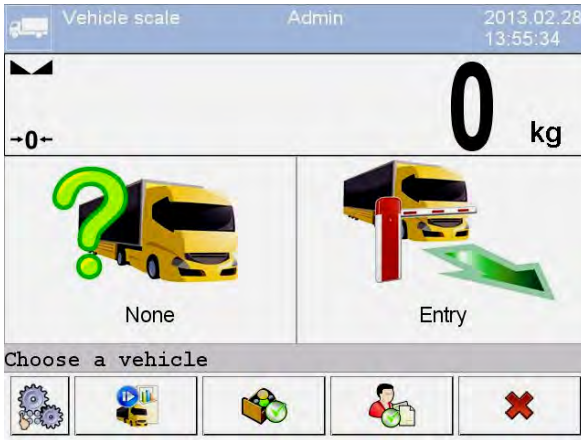 Vehicle scale Admin 2013.02.28
13:55:34
0 kg
→0←
None Entry
Choose a vehicle